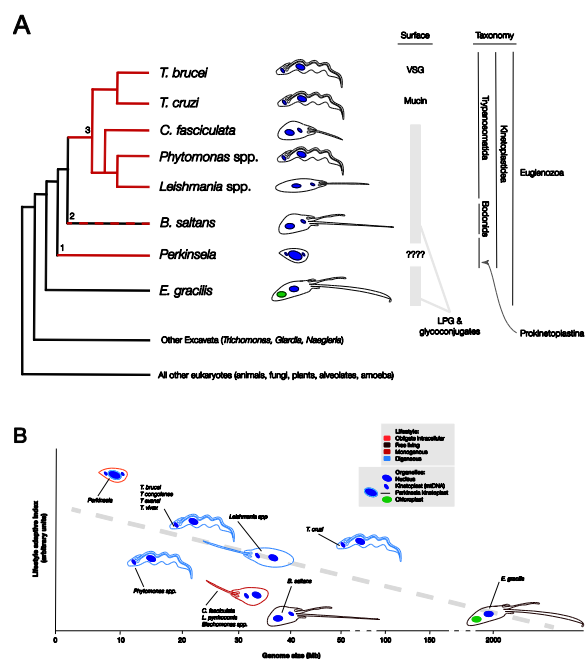 A
Surface
Taxonomy
T. brucei
VSG
T. cruzi
Mucin
3
C. fasciculata
Phytomonas spp.
Leishmania spp.
Trypanosomatida
Kinetoplastidea
Euglenozoa
2
B. saltans
Bodonida
1
Perkinsela
????
E. gracilis
LPG &
glycoconjugates
Prokinetoplastina
Other Excavata (Trichomonas, Giardia, Naegleria)
All other eukaryotes (animals, fungi, plants, alveolates, amoeba)
B
Lifestyle:
Obligate intracellular
Free living
Monogenous
Digeneous
Organelles:
Nucleus
Kinetoplast (mtDNA)
Perkinsela kinetoplast
Chloroplast
Lifestyle adaptive index
(arbitrary units)
Perkinsela
T. brucei
T. congolense
T. evansi
T. vivax
Leishmania spp
T. cruzi
Phytomonas spp.
C. fasciculata
L. pyrrhocoris
Blechomonas spp.
B. saltans
E. gracilis
0 10 20 30 40 50 100 150 2000
Genome size (Mb)